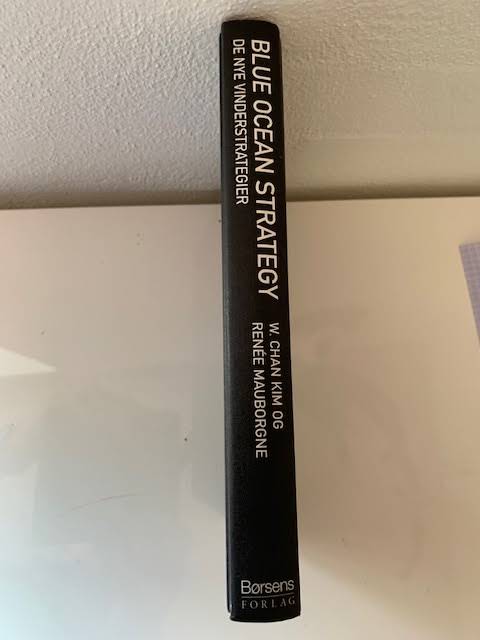 BLUE OCEAN STRATEGY
DE NYE VINDERSTRATEGIER
W. CHAN KIM OG
RENÉE MAUBORGNE
Børsens
FORLAG